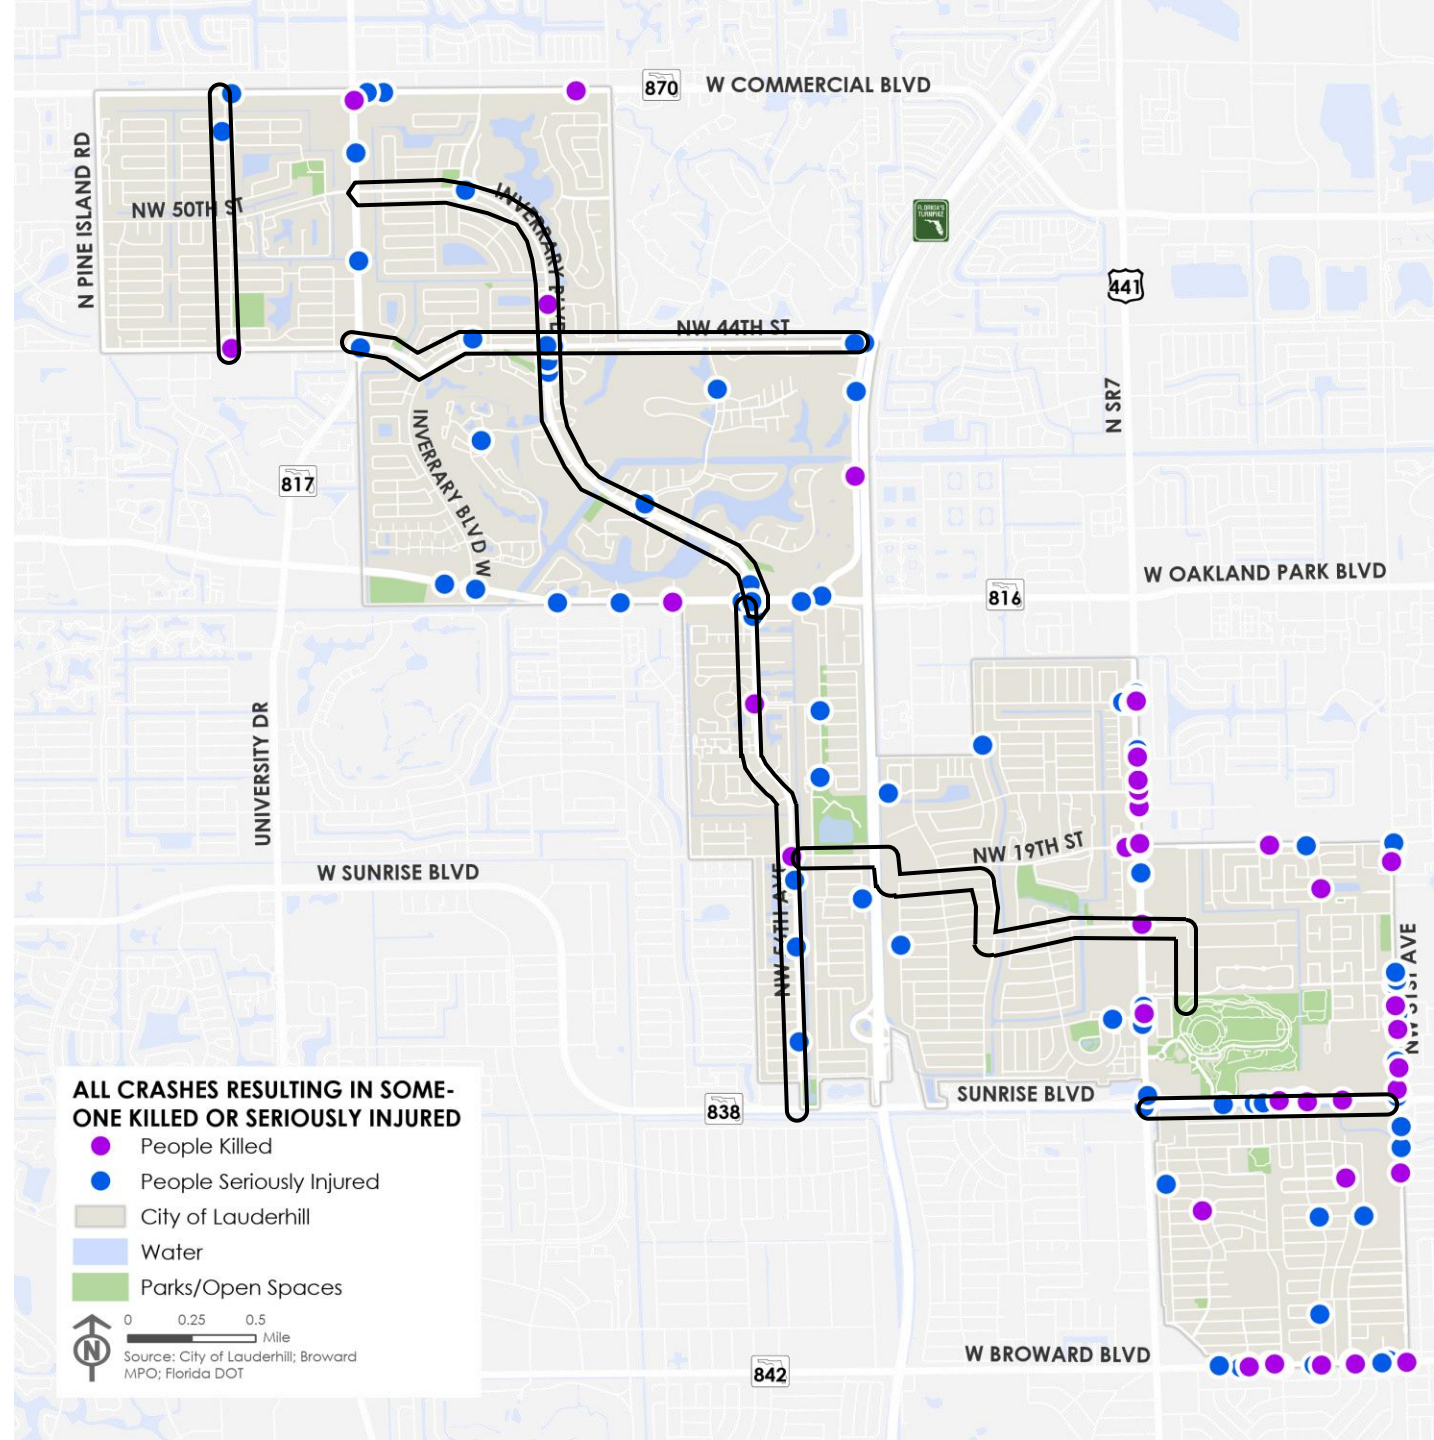 870
W COMMERCIAL BLVD
N PINE ISLAND RD
NW 50TH ST
INVERRARY BLVD
FLORIDA'S
TURNPIKE
441
NW 44TH ST
N SR7
INVERRARY BLVD W
817
W OAKLAND PARK BLVD
816
UNIVERSITY DR
NW 19TH ST
W SUNRISE BLVD
NW 56TH AVE
NW 31ST AVE
SUNRISE BLVD
838
ALL CRASHES RESULTING IN SOME-
ONE KILLED OR SERIOUSLY INJURED
People Killed
People Seriously Injured
City of Lauderhill
Water
Parks/Open Spaces
0 0.25 0.5
Mile
N
Source: City of Lauderhill; Broward
MPO; Florida DOT
W BROWARD BLVD
842